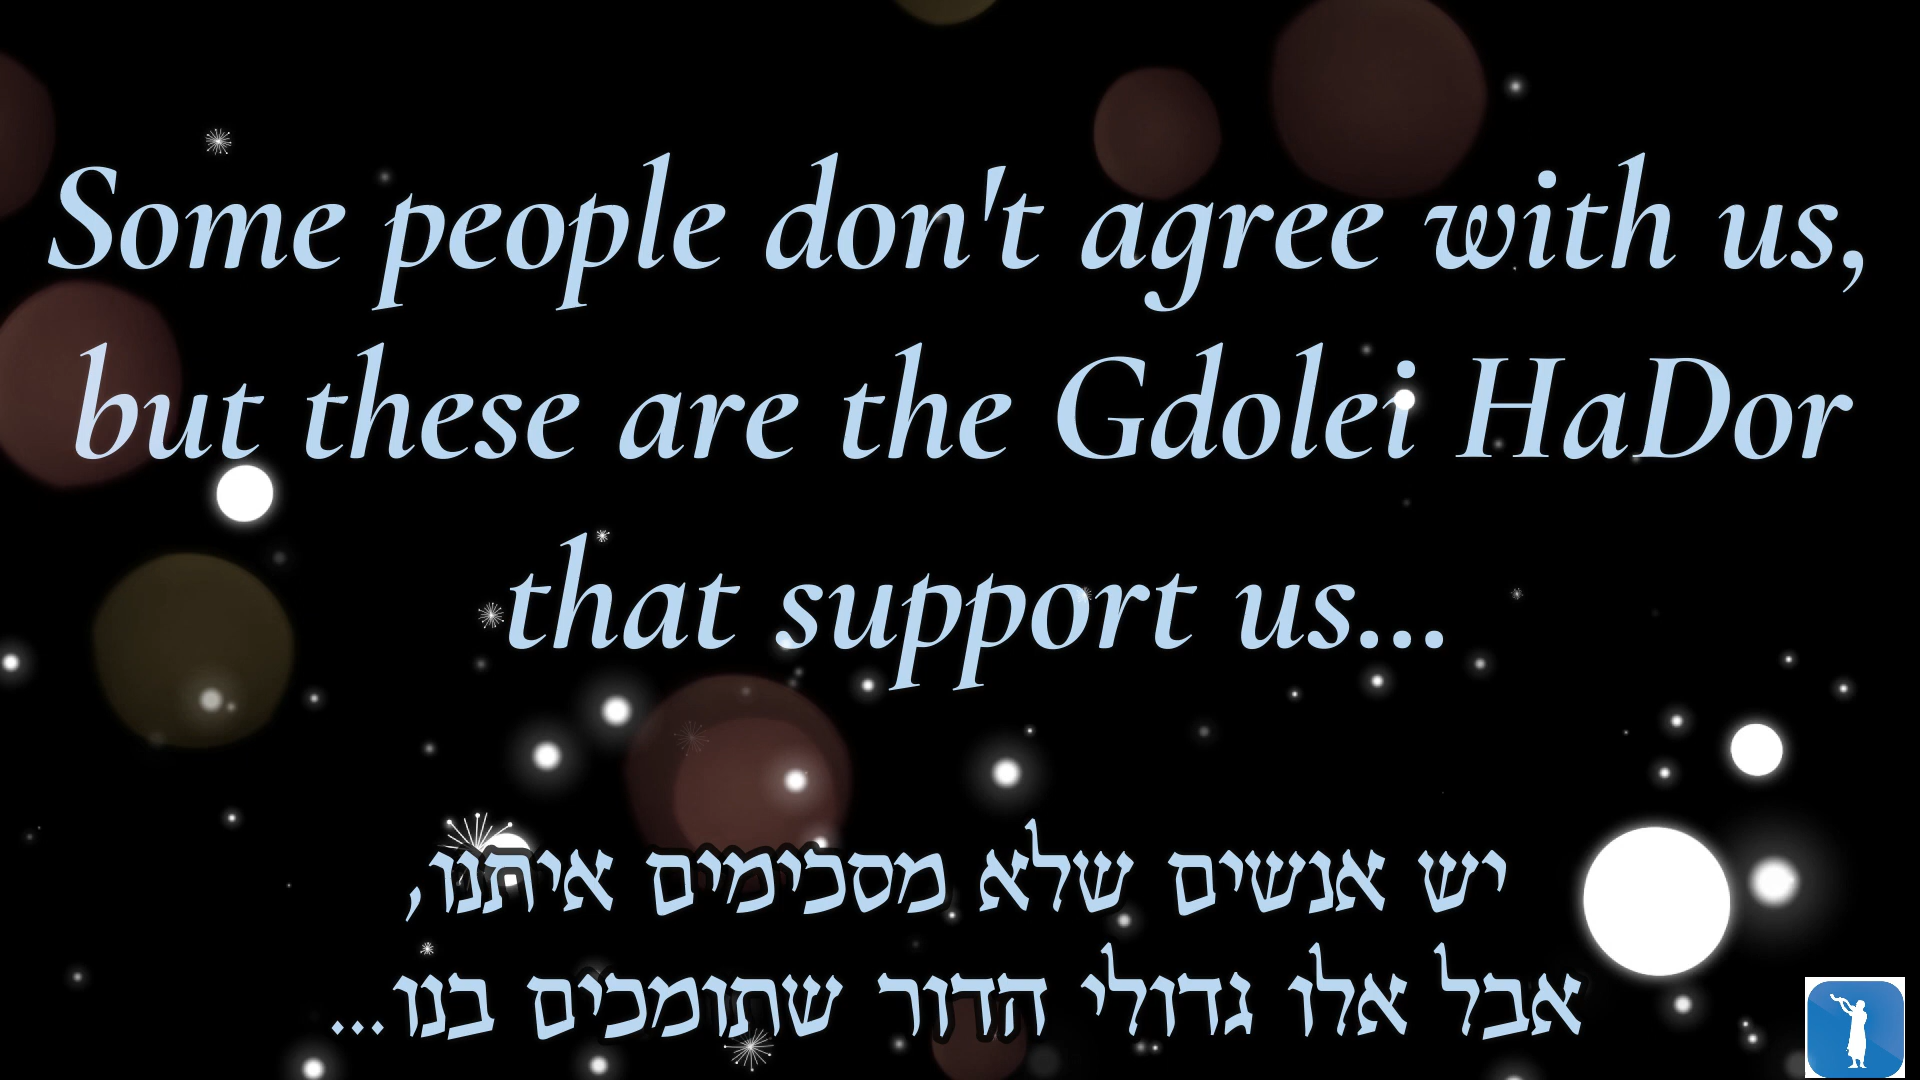 Some people don't agree with us,
but these are the Gdolei HaDor
that support us...
יש אנשים שלא מסכימים איתנו,
אבל אלו גדולי הדור שתומכים בנו...